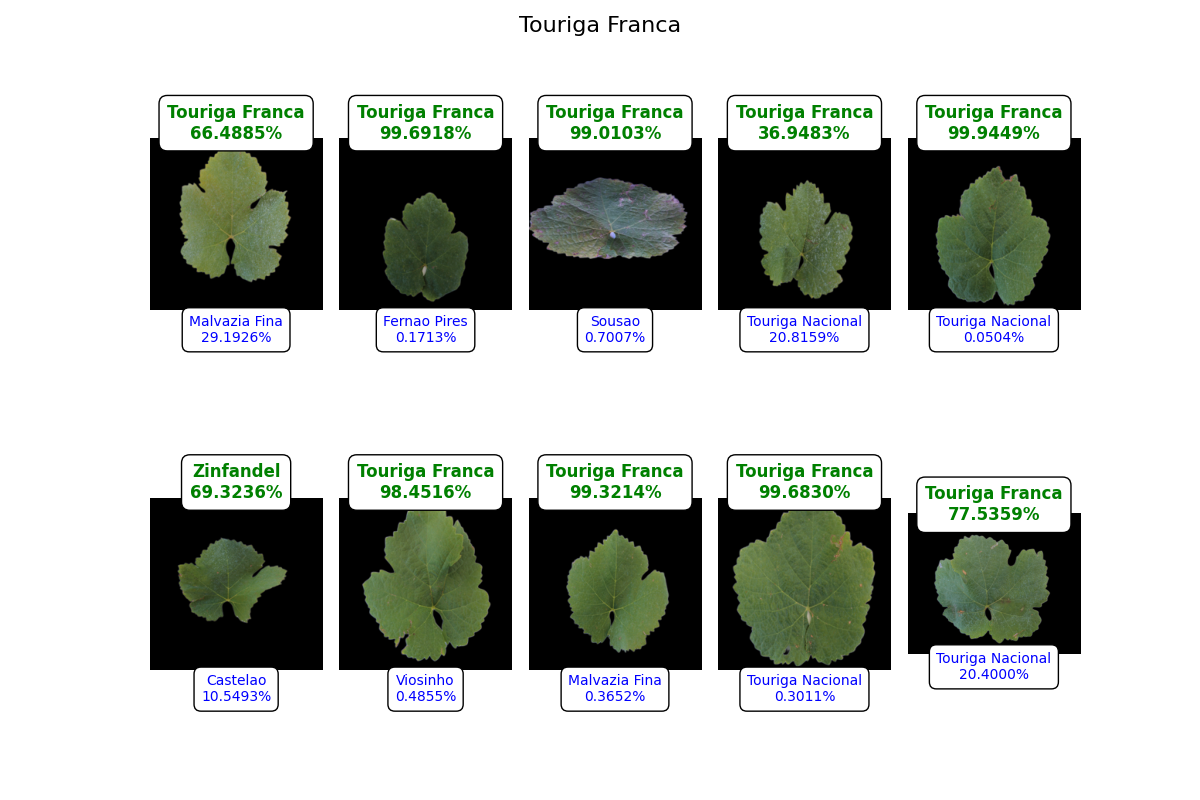 Touriga Franca
Touriga Franca
66.4885%
Touriga Franca
99.6918%
Touriga Franca
99.0103%
Touriga Franca
36.9483%
Touriga Franca
99.9449%
Malvazia Fina
29.1926%
Fernao Pires
0.1713%
Sousao
0.7007%
Touriga Nacional
20.8159%
Touriga Nacional
0.0504%
Zinfandel
69.3236%
Touriga Franca
98.4516%
Touriga Franca
99.3214%
Touriga Franca
99.6830%
Touriga Franca
77.5359%
Castelao
10.5493%
Viosinho
0.4855%
Malvazia Fina
0.3652%
Touriga Nacional
0.3011%
Touriga Nacional
20.4000%